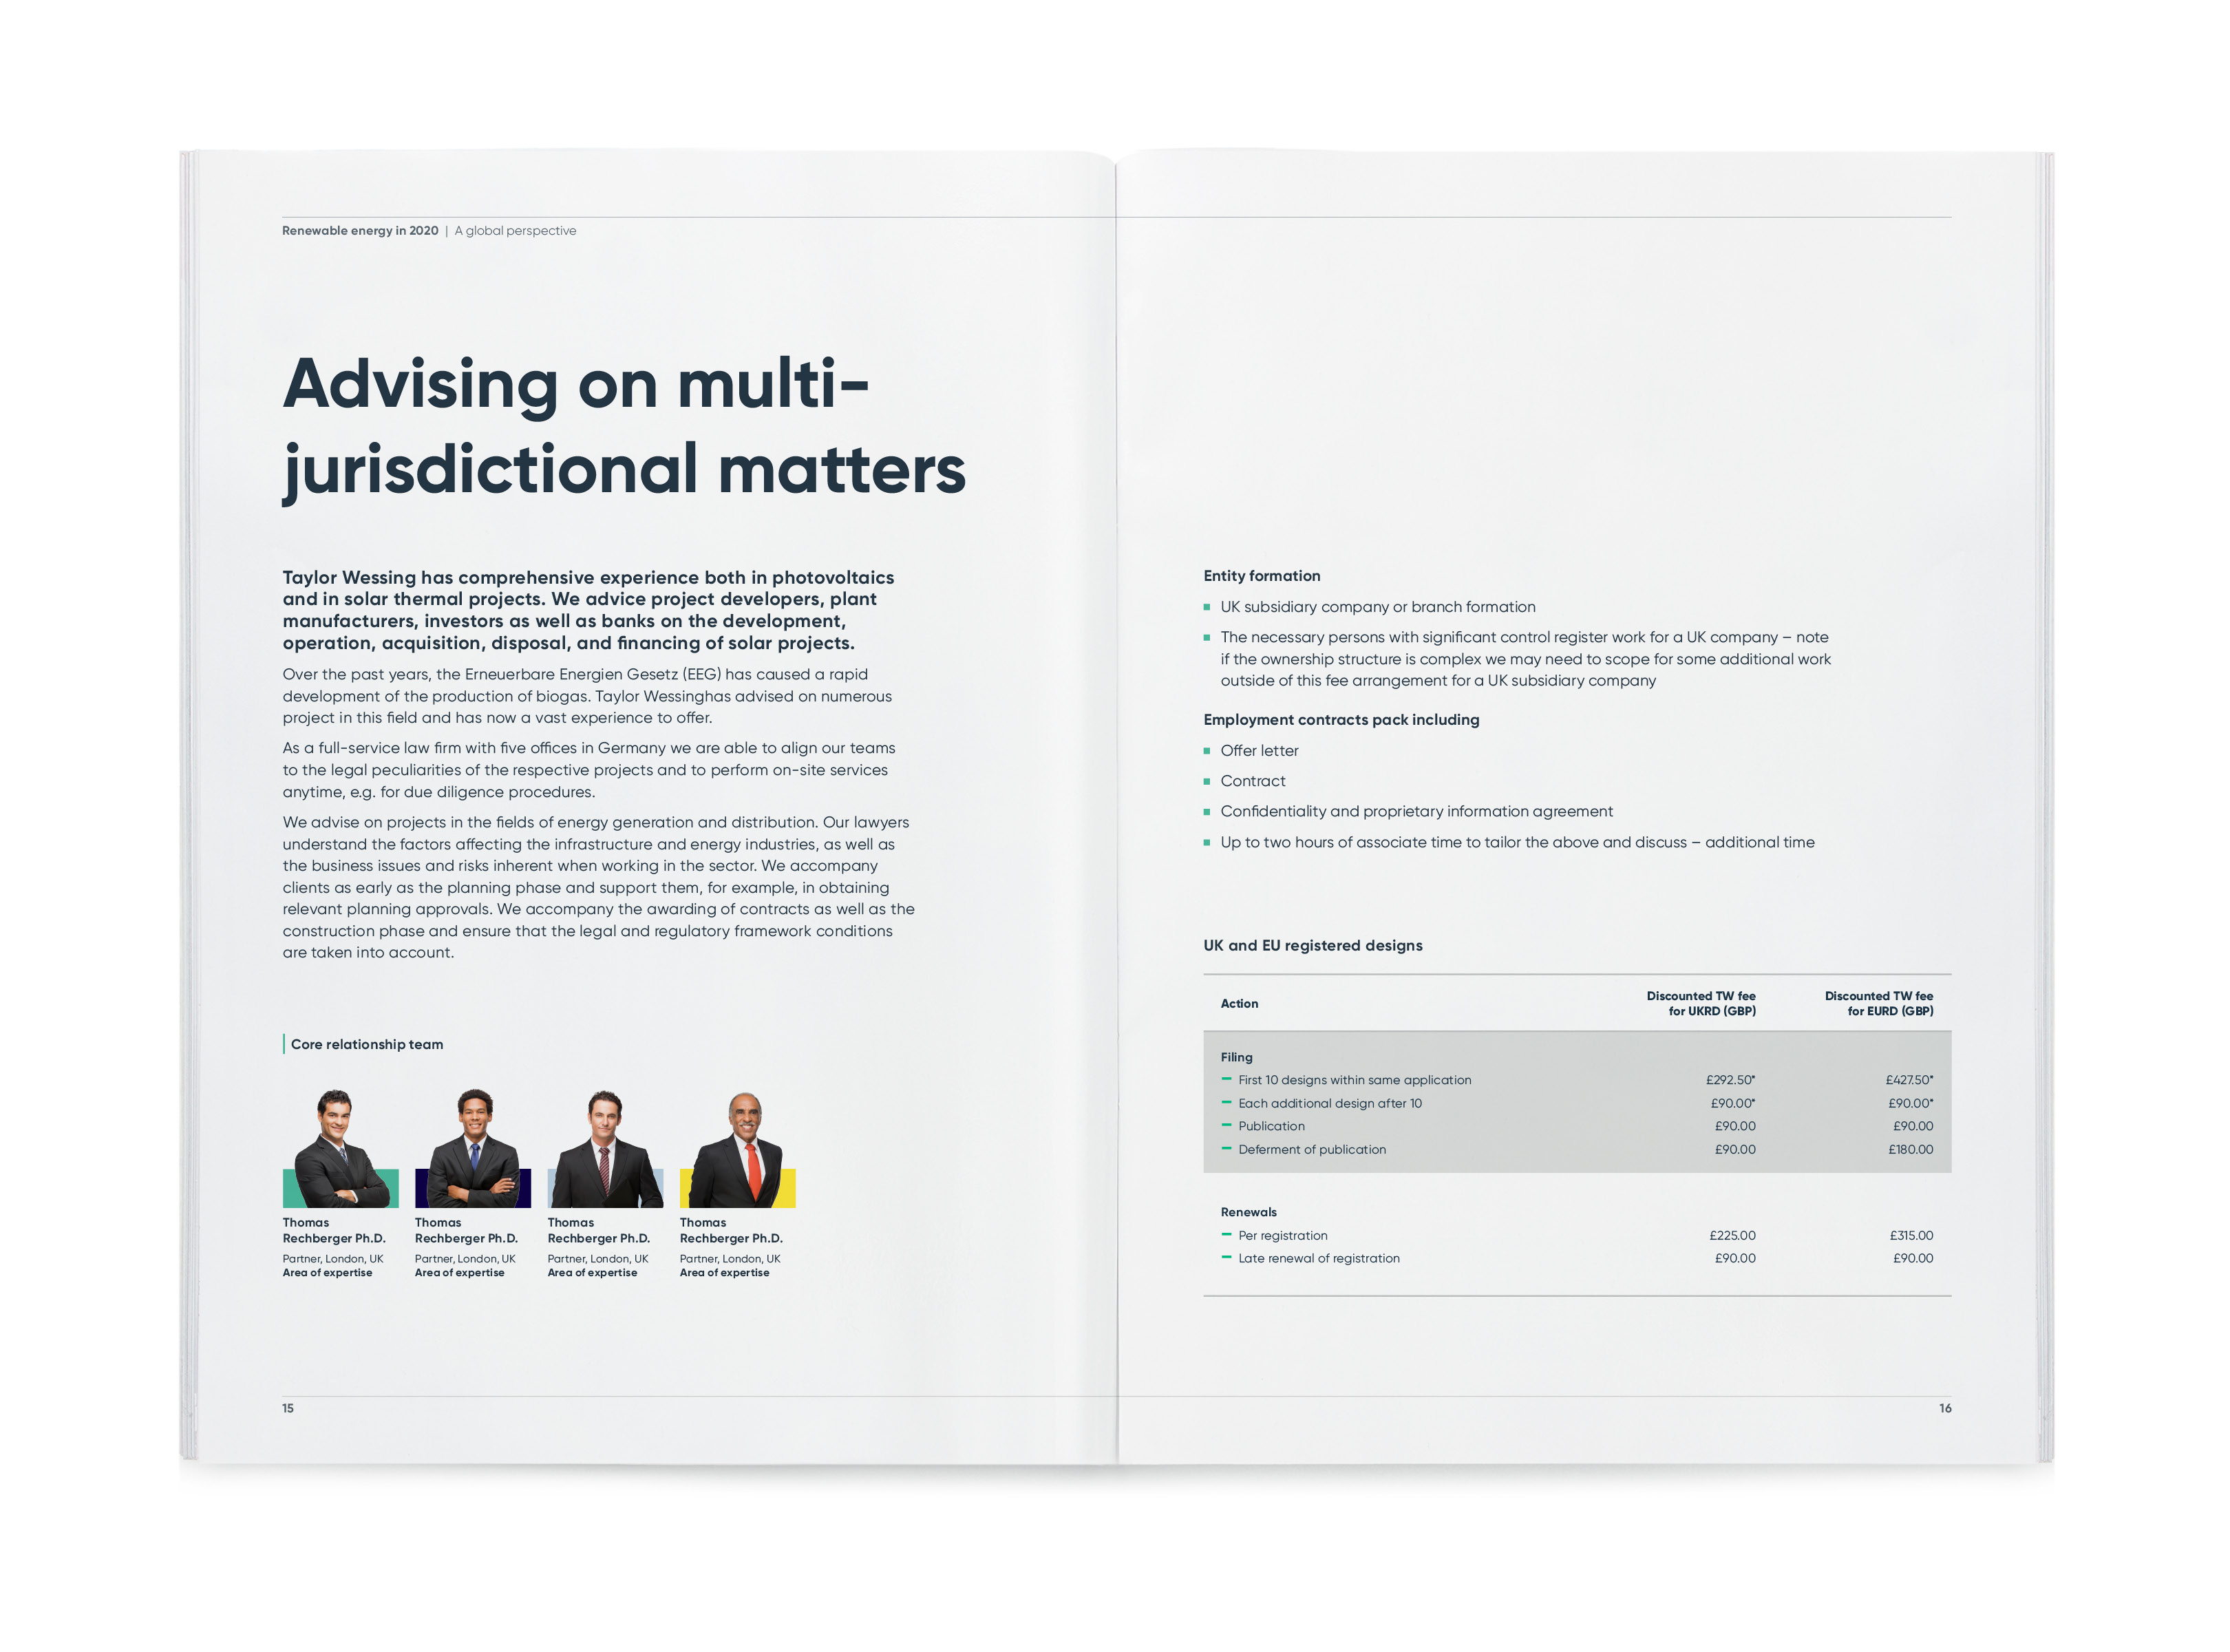 Renewable energy in 2020 | A global perspective
Advising on multi-
jurisdictional matters
Taylor Wessing has comprehensive experience both in photovoltaics
and in solar thermal projects. We advice project developers, plant
manufacturers, investors as well as banks on the development,
operation, acquisition, disposal, and financing of solar projects.
Over the past years, the Erneuerbare Energien Gesetz (EEG) has caused a rapid
development of the production of biogas. Taylor Wessinghas advised on numerous
project in this field and has now a vast experience to offer.
As a full-service law firm with five offices in Germany we are able to align our teams
to the legal peculiarities of the respective projects and to perform on-site services
anytime, e.g. for due diligence procedures.
We advise on projects in the fields of energy generation and distribution. Our lawyers
understand the factors affecting the infrastructure and energy industries, as well as
the business issues and risks inherent when working in the sector. We accompany
clients as early as the planning phase and support them, for example, in obtaining
relevant planning approvals. We accompany the awarding of contracts as well as the
construction phase and ensure that the legal and regulatory framework conditions
are taken into account.
Core relationship team
Thomas
Rechberger Ph.D.
Partner, London, UK
Area of expertise
Thomas
Rechberger Ph.D.
Partner, London, UK
Area of expertise
Thomas
Rechberger Ph.D.
Partner, London, UK
Area of expertise
Thomas
Rechberger Ph.D.
Partner, London, UK
Area of expertise
15
Entity formation
UK subsidiary company or branch formation
The necessary persons with significant control register work for a UK company – note
if the ownership structure is complex we may need to scope for some additional work
outside of this fee arrangement for a UK subsidiary company
Employment contracts pack including
Offer letter
Contract
Confidentiality and proprietary information agreement
Up to two hours of associate time to tailor the above and discuss – additional time
UK and EU registered designs
Action Discounted TW fee for UKRD (GBP) Discounted TW fee for EURD (GBP)
Filing
First 10 designs within same application £292.50* £427.50*
Each additional design after 10 £90.00* £90.00*
Publication £90.00 £90.00
Deferment of publication £90.00 £180.00
Renewals
Per registration £225.00 £315.00
Late renewal of registration £90.00 £90.00
16